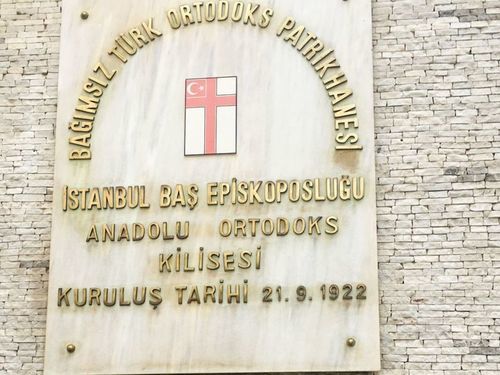 BAĞIMSIZ TÜRK ORTODOKS PATRİKHANESİ
İSTANBUL BAŞ EPİSKOPOSLUĞU
ANADOLU ORTODOKS
KİLİSESİ
KURULUŞ TARİHİ 21.9.1922